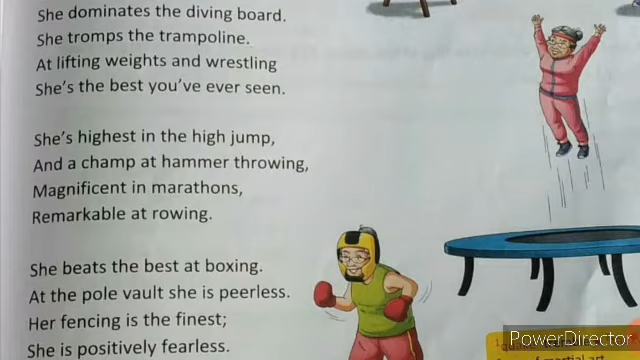 She dominates the diving board.
She tromps the trampoline.
At lifting weights and wrestling
She's the best you've ever seen.
She's highest in the high jump,
And a champ at hammer throwing,
Magnificent in marathons,
Remarkable at rowing.
She beats the best at boxing.
At the pole vault she is peerless.
Her fencing is the finest;
She is positively fearless.
PowerDirector